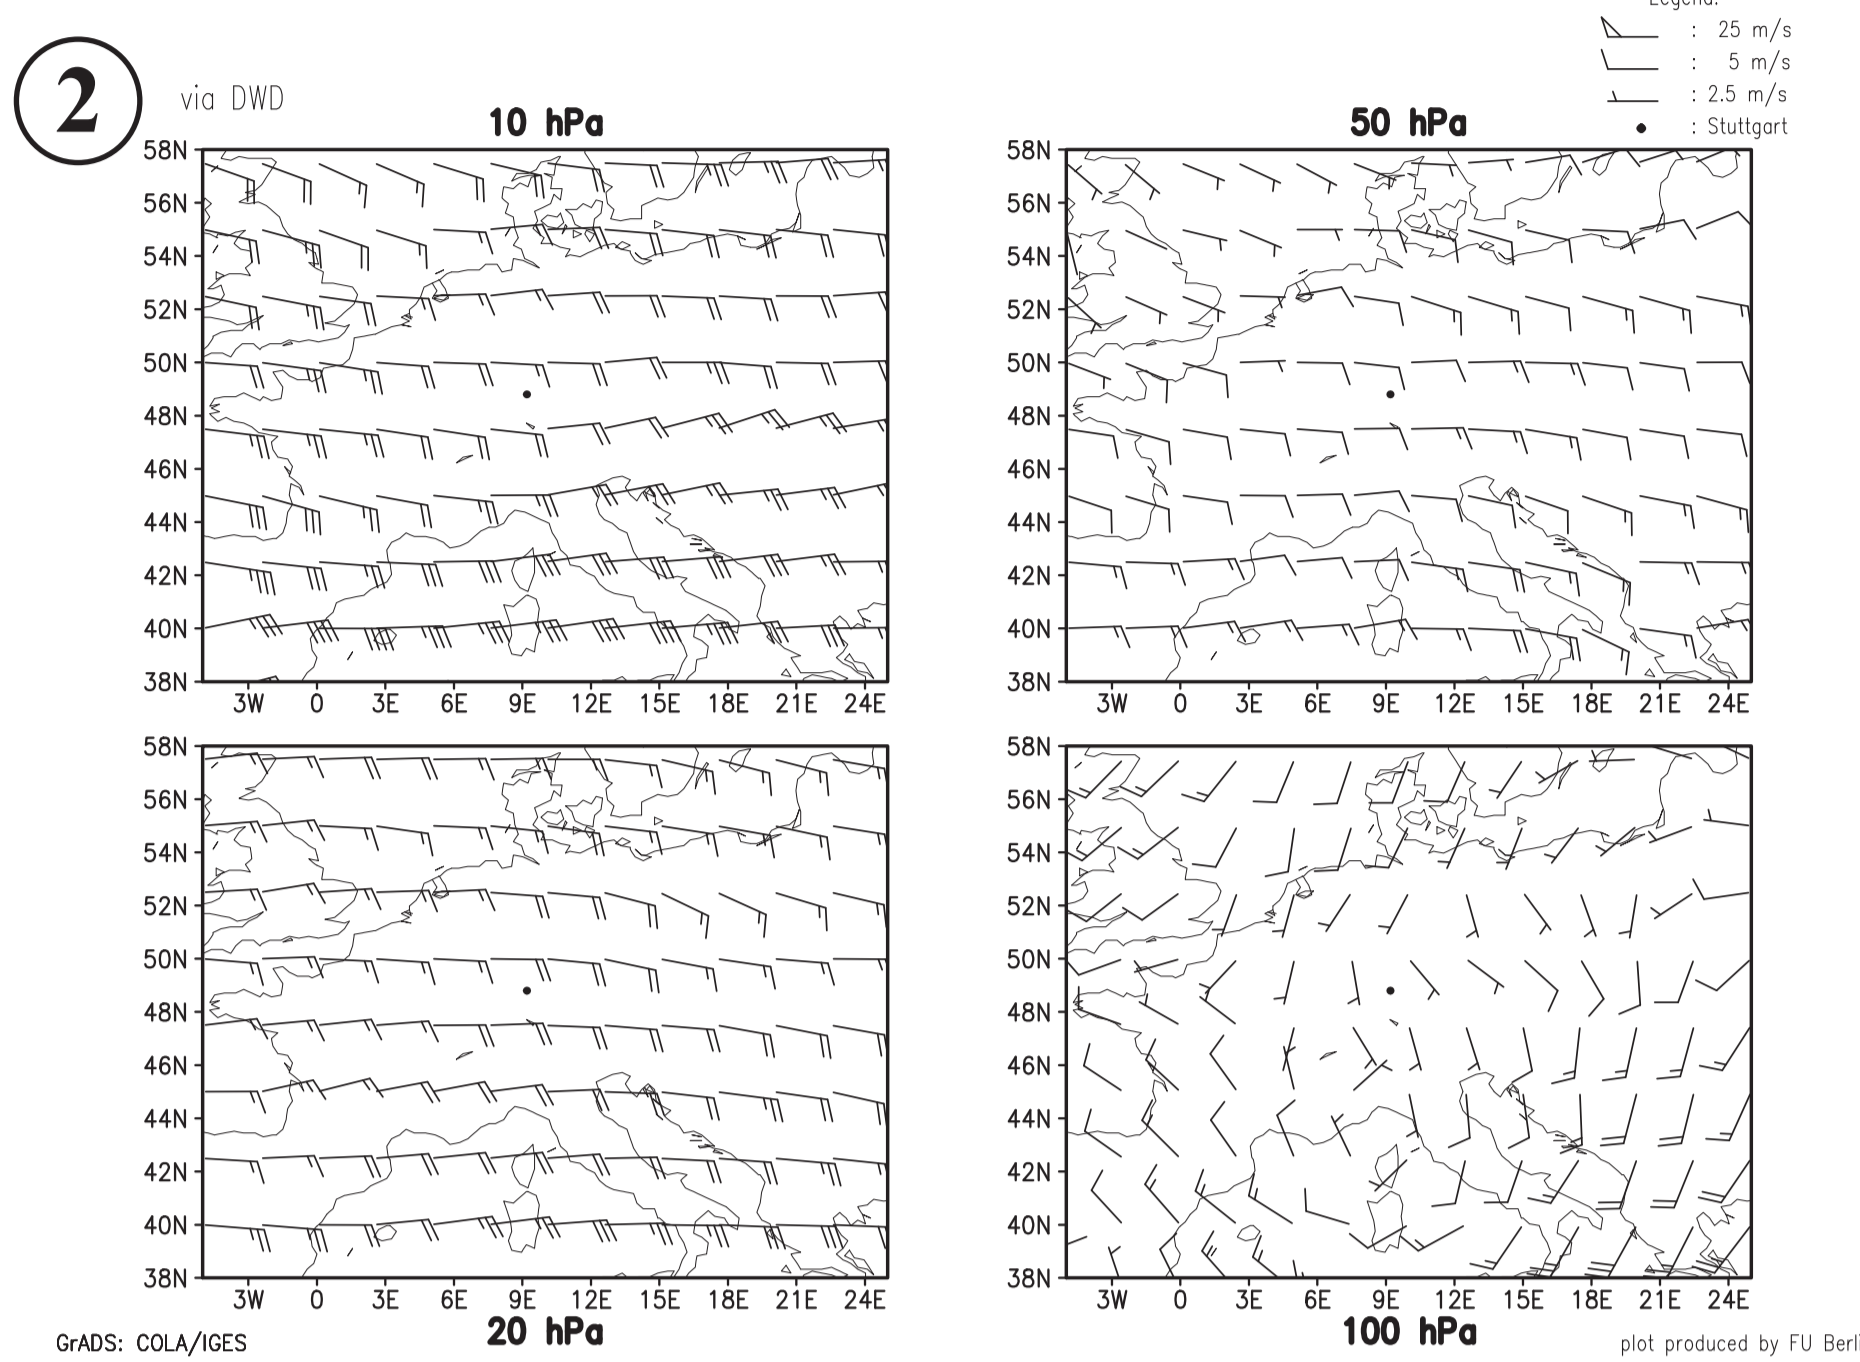 Legend:
: 25 m/s
: 5 m/s
: 2.5 m/s
: Stuttgart
2
via DWD
10 hPa
50 hPa
58N
56N
54N
52N
50N
48N
46N
44N
42N
40N
38N
3W 0 3E 6E 9E 12E 15E 18E 21E 24E
58N
56N
54N
52N
50N
48N
46N
44N
42N
40N
38N
3W 0 3E 6E 9E 12E 15E 18E 21E 24E
58N
56N
54N
52N
50N
48N
46N
44N
42N
40N
38N
3W 0 3E 6E 9E 12E 15E 18E 21E 24E
58N
56N
54N
52N
50N
48N
46N
44N
42N
40N
38N
3W 0 3E 6E 9E 12E 15E 18E 21E 24E
20 hPa
100 hPa
GrADS: COLA/IGES
plot produced by FU Berli